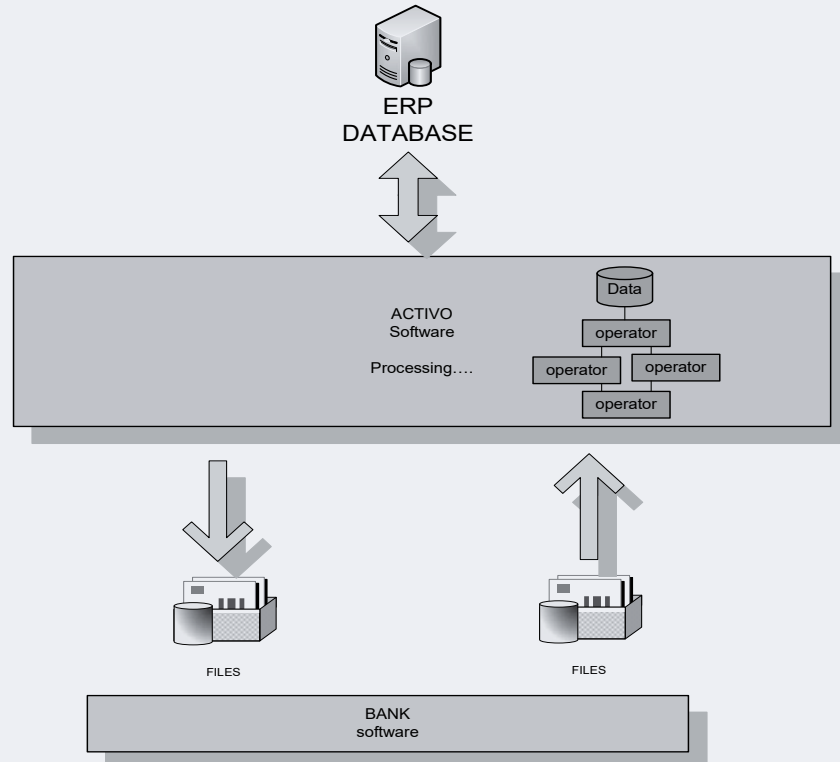 ERP
DATABASE
Data
ACTIVO
Software
operator
Processing....
operator
operator
operator
FILES
FILES
BANK
software